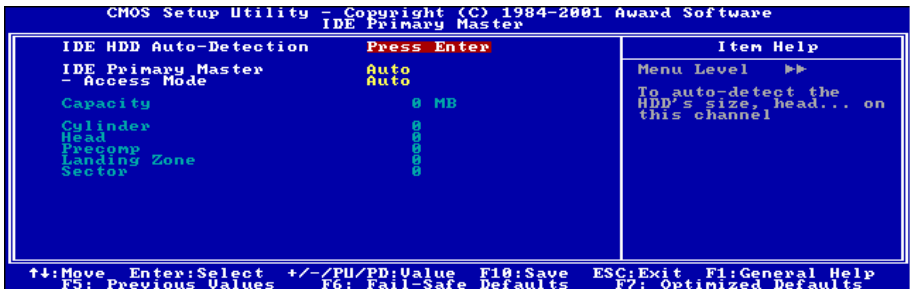 CMOS Setup Utility – Copyright (C) 1984-2001 Award Software
IDE Primary Master
IDE HDD Auto-Detection Press Enter
IDE Primary Master Auto
- Access Mode Auto
Capacity 0 MB
Cylinder 0
Head 0
Precomp 0
Landing Zone 0
Sector 0
Item Help
Menu Level ▶▶
To auto-detect the
HDD's size, head... on
this channel
↑↓:Move Enter:Select +/-/PU/PD:Value F10:Save ESC:Exit F1:General Help
F5: Previous Values F6: Fail-Safe Defaults F7: Optimized Defaults